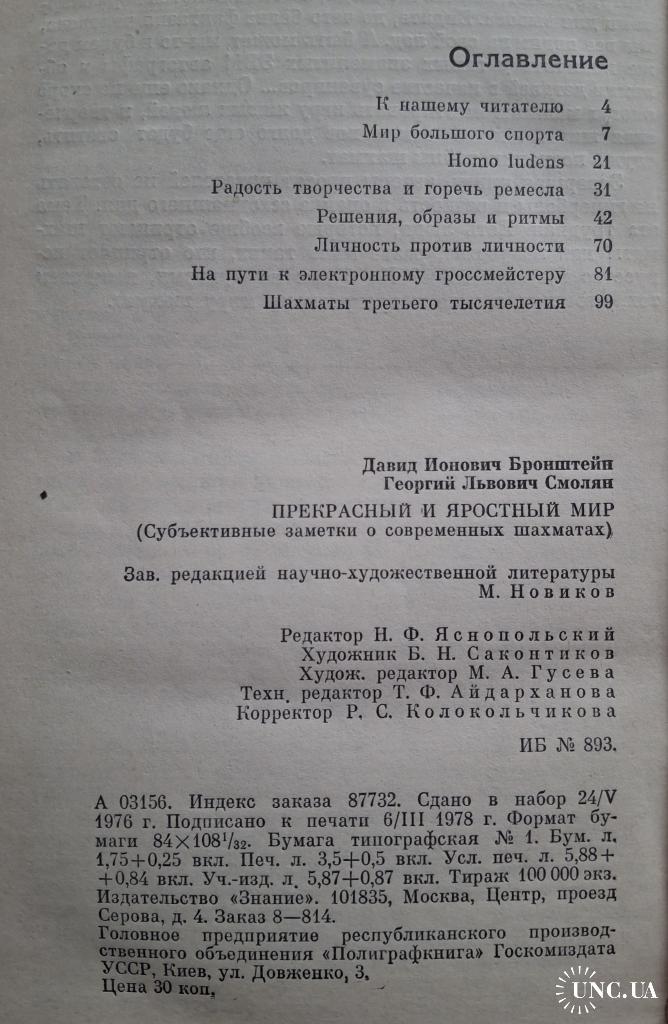 Оглавление
К нашему читателю 4
Мир большого спорта 7
Homo ludens 21
Радость творчества и горечь ремесла 31
Решения, образы и ритмы 42
Личность против личности 70
На пути к электронному гроссмейстеру 81
Шахматы третьего тысячелетия 99
Давид Ионович Бронштейн
Георгий Львович Смолян
ПРЕКРАСНЫЙ И ЯРОСТНЫЙ МИР
(Субъективные заметки о современных шахматах)
Зав. редакцией научно-художественной литературы
М. Новиков
Редактор Н. Ф. Яснопольский
Художник Б. Н. Саконтиков
Худож. редактор М. А. Гусева
Техн. редактор Т. Ф. Айдарханова
Корректор Р. С. Колокольчикова
ИБ № 893.
А 03156. Индекс заказа 87732. Сдано в набор 24/V
1976 г. Подписано к печати 6/III 1978 г. Формат бу-
маги 84×108¹/₃₂. Бумага типографская № 1. Бум. л.
1,75+0,25 вкл. Печ. л. 3,5+0,5 вкл. Усл. печ. л. 5,88+
+0,84 вкл. Уч.-изд. л. 5,87+0,87 вкл. Тираж 100 000 экз.
Издательство «Знание». 101835, Москва, Центр, проезд
Серова, д. 4. Заказ 8—814.
Головное предприятие республиканского производ-
ственного объединения «Полиграфкнига» Госкомиздата
УССР, Киев, ул. Довженко, 3.
Цена 30 коп.
UNC.UA